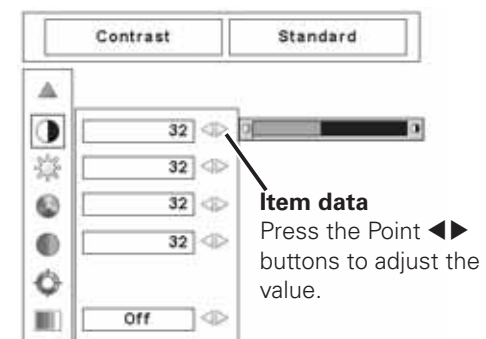 Contrast Standard
32
32
32
32
Off
Item data
Press the Point ◀▶
buttons to adjust the
value.